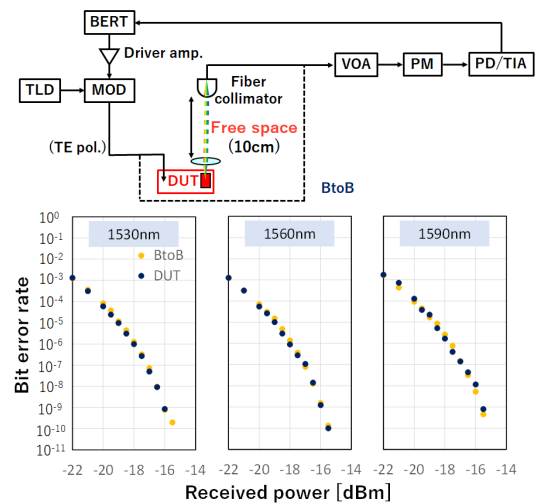 BERT
Driver amp.
TLD
MOD
VOA
PM
PD/TIA
Fiber
collimator
Free space
(10cm)
(TE pol.)
DUT
BtoB
1530nm
1560nm
1590nm
BtoB
DUT
Bit error rate
10⁰
10⁻¹
10⁻²
10⁻³
10⁻⁴
10⁻⁵
10⁻⁶
10⁻⁷
10⁻⁸
10⁻⁹
10⁻¹⁰
10⁻¹¹
-22 -20 -18 -16 -14 -22 -20 -18 -16 -14 -22 -20 -18 -16 -14
Received power [dBm]